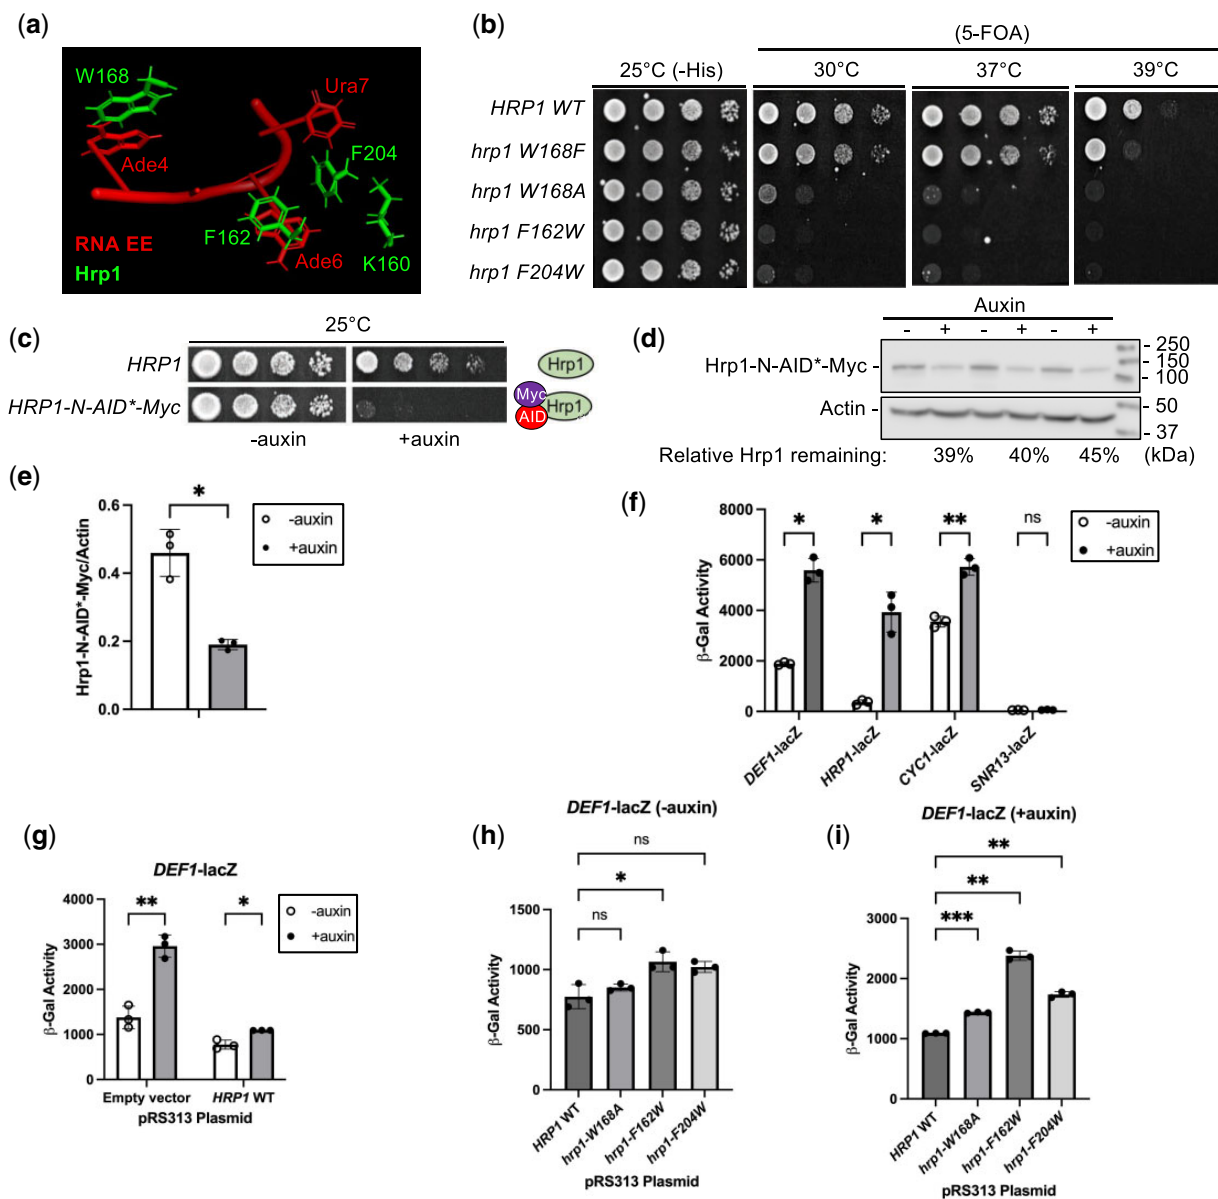 (a)
W168
Ura7
Ade4
F204
F162
RNA EE
Hrp1
Ade6
K160
(b)
(5-FOA)
25°C (-His)
30°C
37°C
39°C
HRP1 WT
hrp1 W168F
hrp1 W168A
hrp1 F162W
hrp1 F204W
(c)
25°C
HRP1
HRP1-N-AID*-Myc
-auxin
+auxin
Hrp1
Myc
AID
Hrp1
(d)
Auxin
- + - + - +
Hrp1-N-AID*-Myc -
- 250
- 150
- 100
Actin -
- 50
- 37
Relative Hrp1 remaining: 39% 40% 45% (kDa)
(e)
Hrp1-N-AID*-Myc/Actin
0.6
0.4
0.2
0.0
*
-auxin
+auxin
(f)
β-Gal Activity
8000
6000
4000
2000
0
* * ** ns
-auxin
+auxin
DEF1-lacZ
HRP1-lacZ
CYC1-lacZ
SNR13-lacZ
(g)
DEF1-lacZ
β-Gal Activity
4000
3000
2000
1000
0
** *
-auxin
+auxin
Empty vector HRP1 WT
pRS313 Plasmid
(h)
DEF1-lacZ (-auxin)
β-Gal Activity
1500
1000
500
0
ns
*
ns
HRP1 WT
hrp1-W168A
hrp1-F162W
hrp1-F204W
pRS313 Plasmid
(i)
DEF1-lacZ (+auxin)
β-Gal Activity
3000
2000
1000
0
**
**
***
HRP1 WT
hrp1-W168A
hrp1-F162W
hrp1-F204W
pRS313 Plasmid